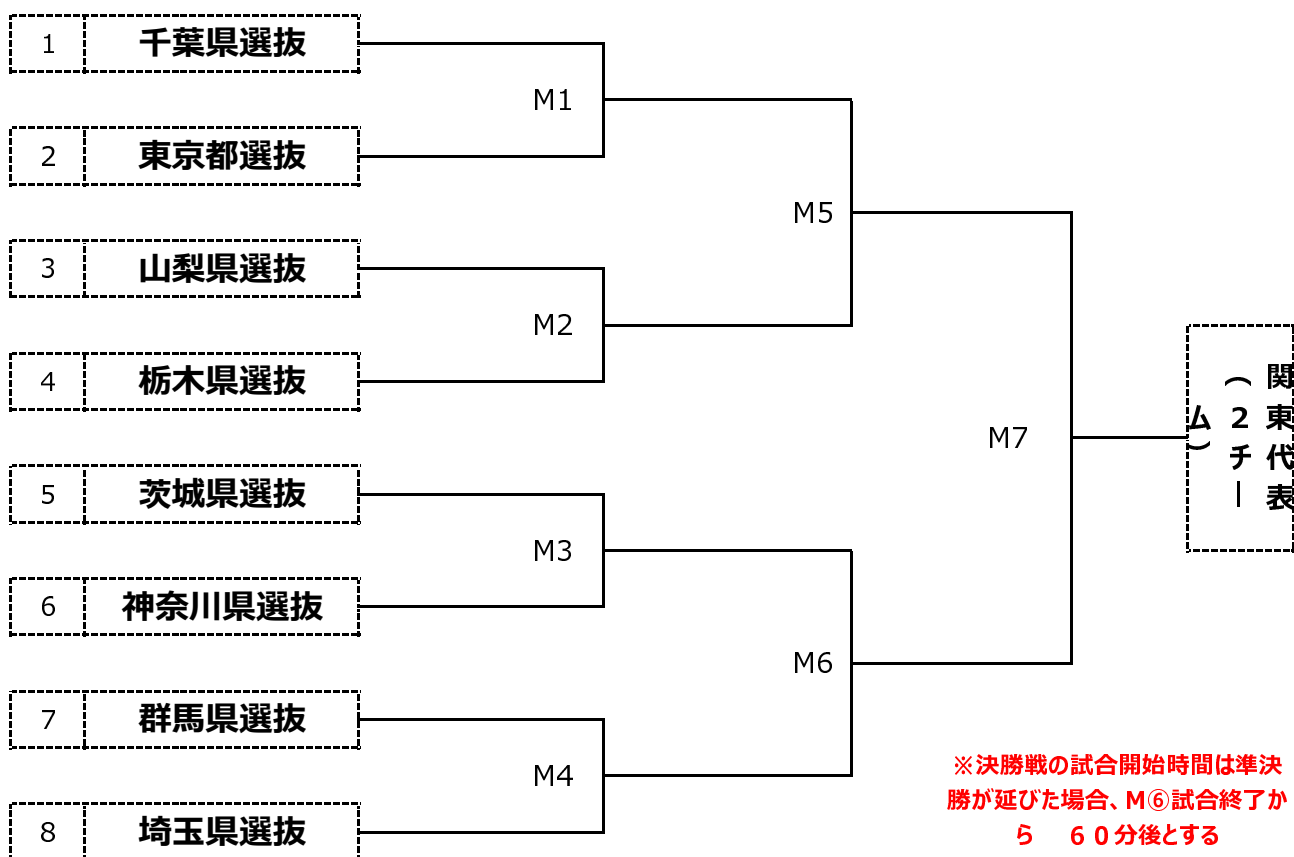 1 千葉県選抜
M1
2 東京都選抜
M5
3 山梨県選抜
M2
4 栃木県選抜
関東代表
（２チー
ム）
M7
5 茨城県選抜
M3
6 神奈川県選抜
M6
7 群馬県選抜
M4
8 埼玉県選抜
※決勝戦の試合開始時間は準決
勝が延びた場合、M⑥試合終了か
ら　６０分後とする